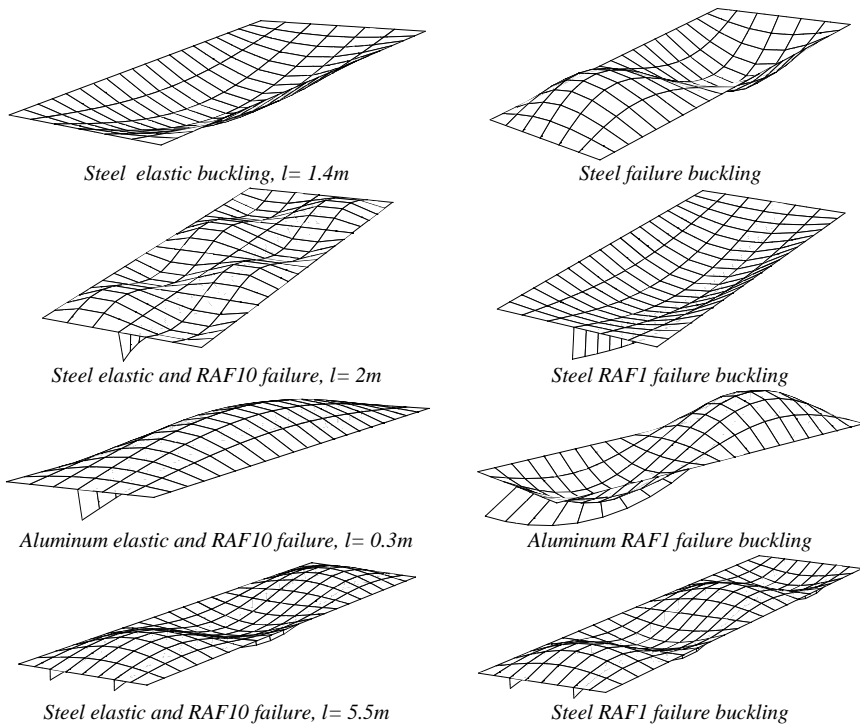 Steel elastic buckling, l= 1.4m
Steel failure buckling
Steel elastic and RAF10 failure, l= 2m
Steel RAF1 failure buckling
Aluminum elastic and RAF10 failure, l= 0.3m
Aluminum RAF1 failure buckling
Steel elastic and RAF10 failure, l= 5.5m
Steel RAF1 failure buckling